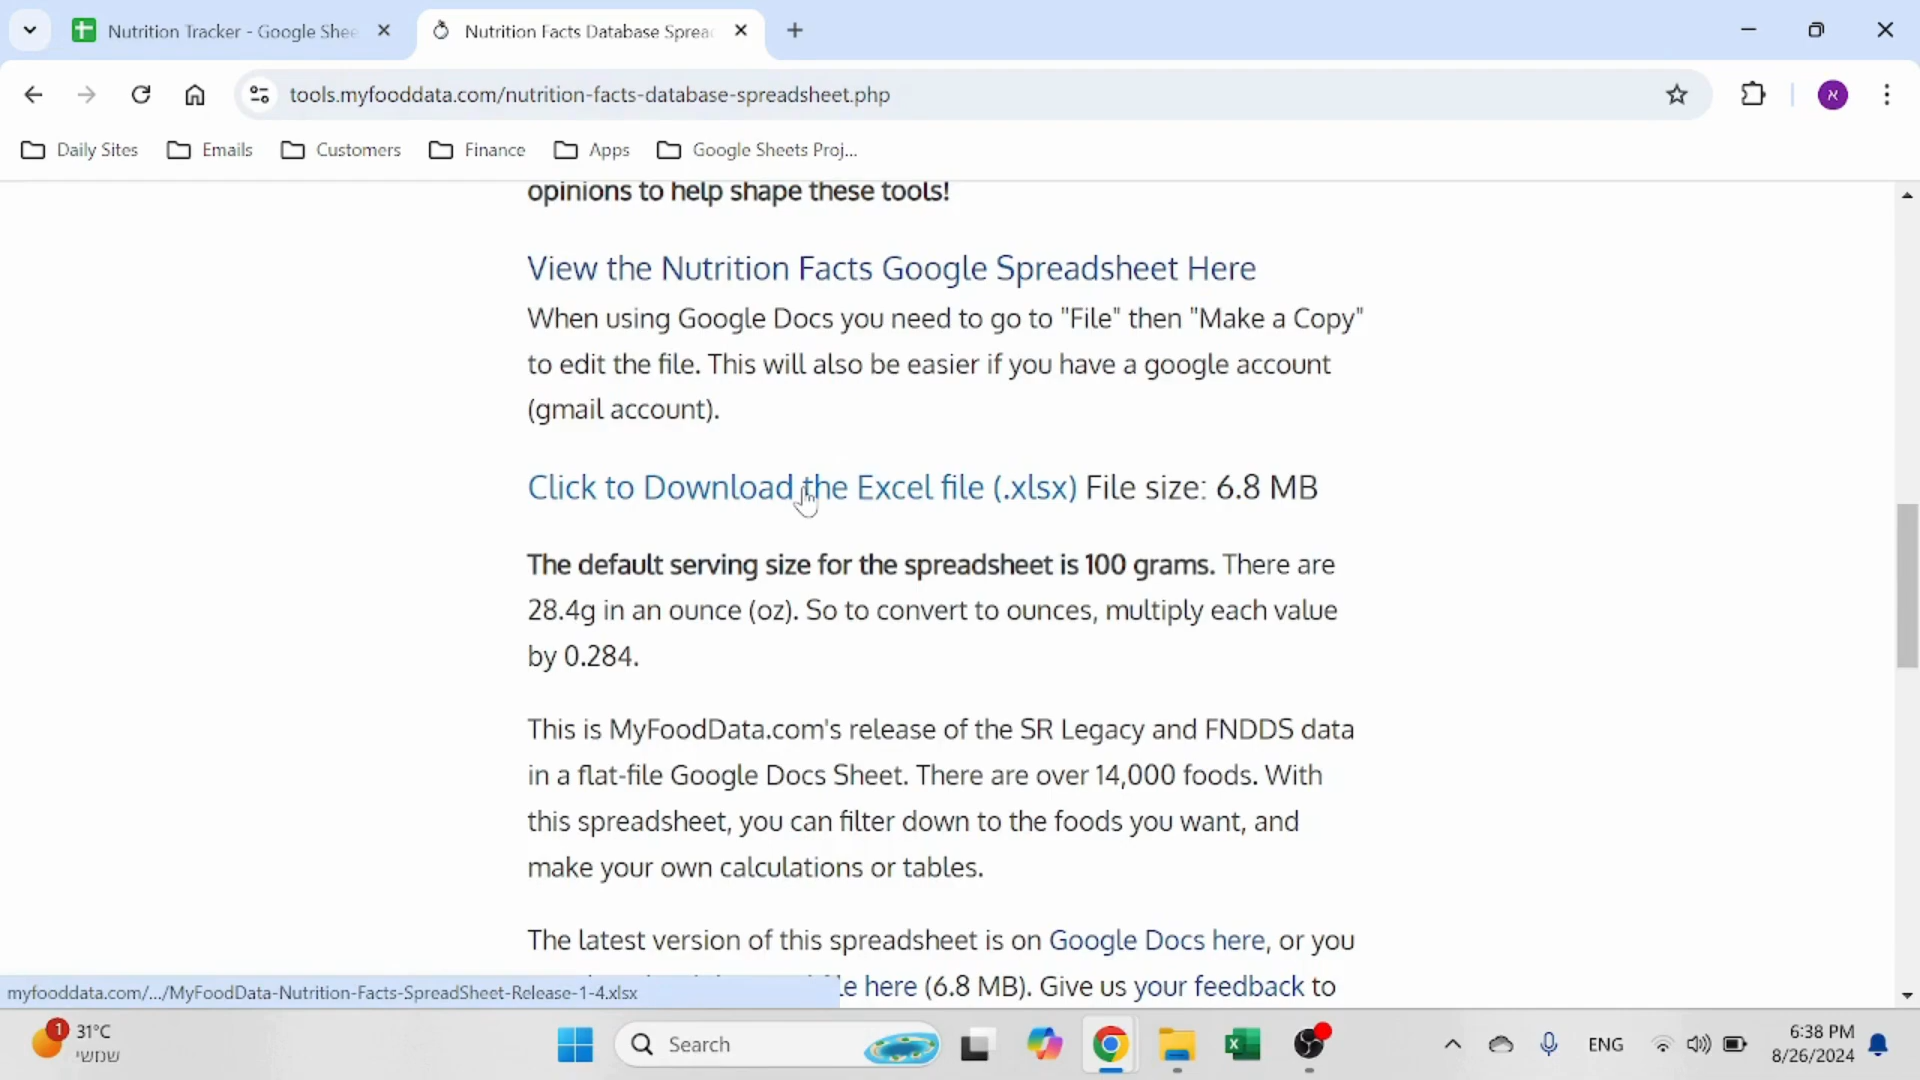 Nutrition Tracker - Google Shee
Nutrition Facts Database Sprea
tools.myfooddata.com/nutrition-facts-database-spreadsheet.php
א
Daily Sites
Emails
Customers
Finance
Apps
Google Sheets Proj...
opinions to help shape these tools!
View the Nutrition Facts Google Spreadsheet Here
When using Google Docs you need to go to "File" then "Make a Copy"
to edit the file. This will also be easier if you have a google account
(gmail account).
Click to Download the Excel file (.xlsx) File size: 6.8 MB
The default serving size for the spreadsheet is 100 grams. There are
28.4g in an ounce (oz). So to convert to ounces, multiply each value
by 0.284.
This is MyFoodData.com's release of the SR Legacy and FNDDS data
in a flat-file Google Docs Sheet. There are over 14,000 foods. With
this spreadsheet, you can filter down to the foods you want, and
make your own calculations or tables.
The latest version of this spreadsheet is on Google Docs here, or you
here (6.8 MB). Give us your feedback to
myfooddata.com/.../MyFoodData-Nutrition-Facts-SpreadSheet-Release-1-4.xlsx
1
31°C
שמשי
Search
ENG
6:38 PM
8/26/2024